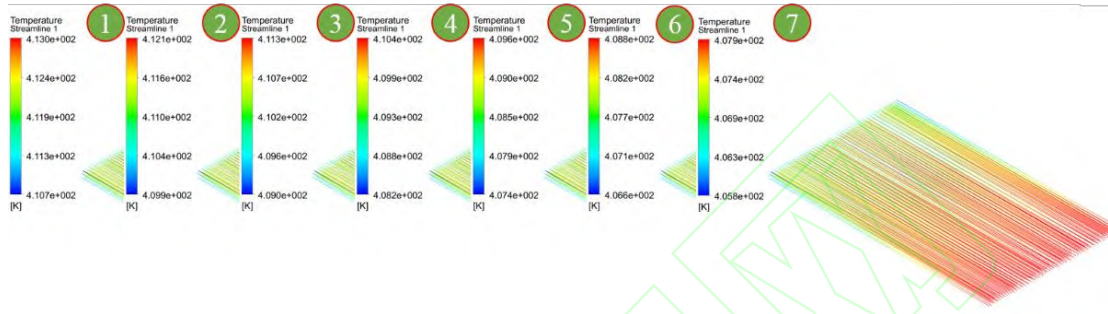 Temperature
Streamline 1
4.130e+002
4.124e+002
4.119e+002
4.113e+002
4.107e+002
[K]
1
Temperature
Streamline 1
4.121e+002
4.116e+002
4.110e+002
4.104e+002
4.099e+002
[K]
2
Temperature
Streamline 1
4.113e+002
4.107e+002
4.102e+002
4.096e+002
4.090e+002
[K]
3
Temperature
Streamline 1
4.104e+002
4.099e+002
4.093e+002
4.088e+002
4.082e+002
[K]
4
Temperature
Streamline 1
4.096e+002
4.090e+002
4.085e+002
4.079e+002
4.074e+002
[K]
5
Temperature
Streamline 1
4.088e+002
4.082e+002
4.077e+002
4.071e+002
4.066e+002
[K]
6
Temperature
Streamline 1
4.079e+002
4.074e+002
4.069e+002
4.063e+002
4.058e+002
[K]
7